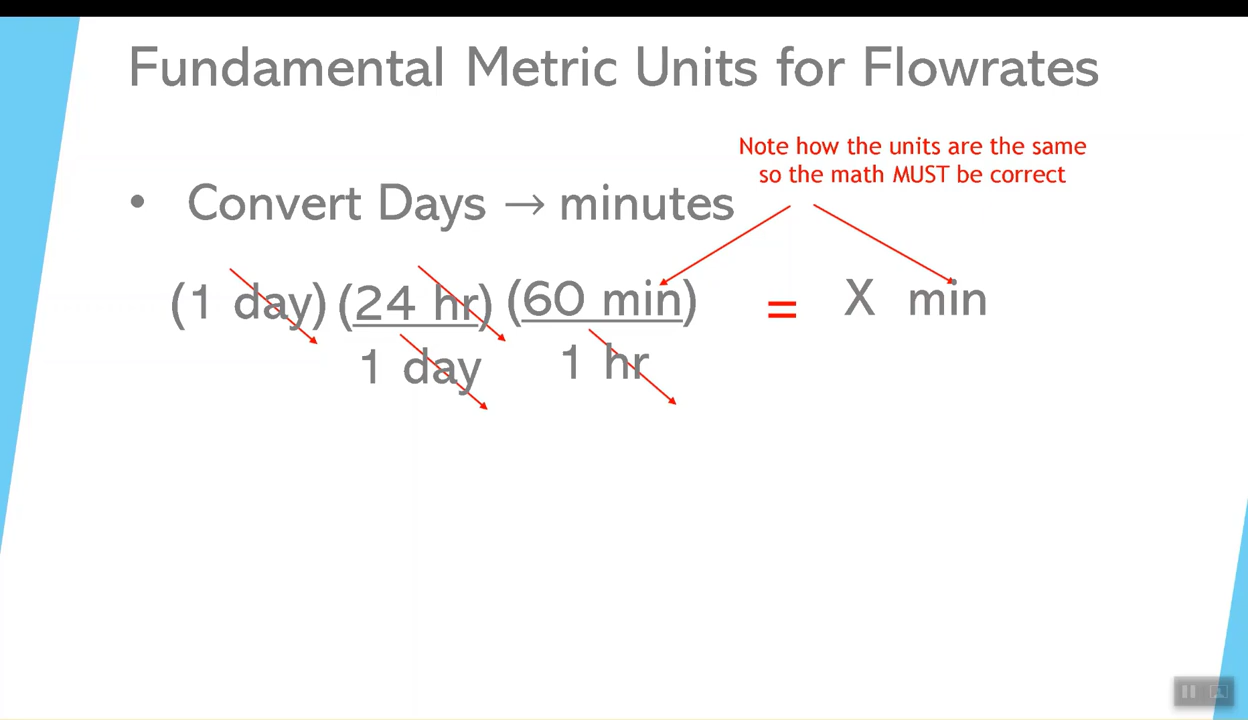 Fundamental Metric Units for Flowrates
Note how the units are the same
so the math MUST be correct
• Convert Days → minutes
(1 day) (24 hr) (60 min) = X min
1 day 1 hr